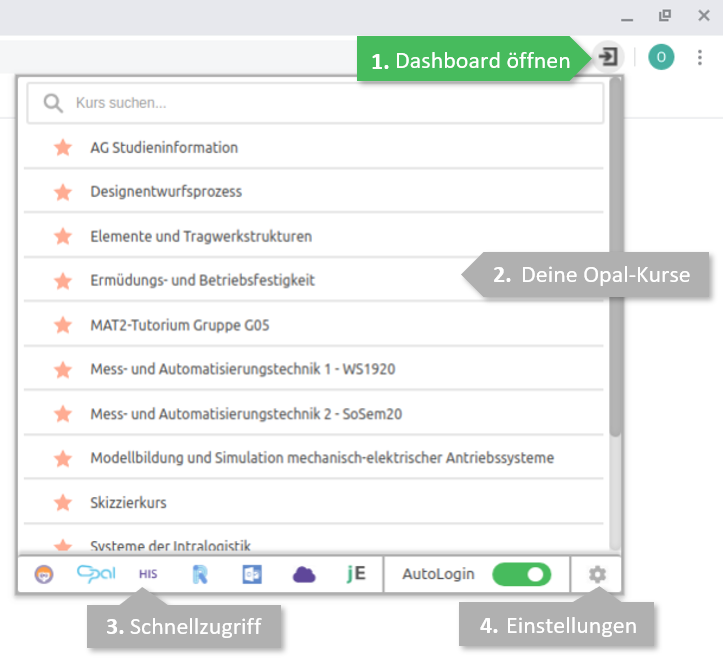 1. Dashboard öffnen
O
Kurs suchen...
AG Studieninformation
Designentwurfsprozess
Elemente und Tragwerkstrukturen
Ermüdungs- und Betriebsfestigkeit
2. Deine Opal-Kurse
MAT2-Tutorium Gruppe G05
Mess- und Automatisierungstechnik 1 - WS1920
Mess- und Automatisierungstechnik 2 - SoSem20
Modellbildung und Simulation mechanisch-elektrischer Antriebssysteme
Skizzierkurs
Systeme der Intralogistik
Opal HIS R jE AutoLogin
3. Schnellzugriff
4. Einstellungen